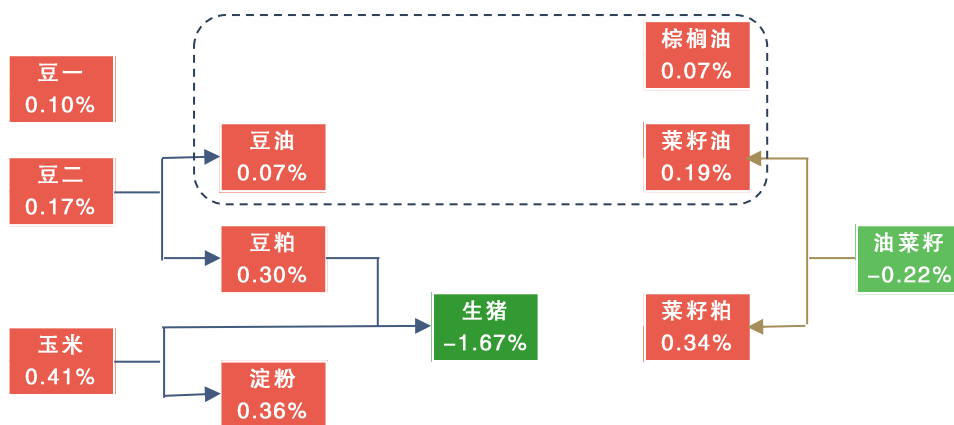 棕榈油
0.07%
豆一
0.10%
豆油
0.07%
菜籽油
0.19%
豆二
0.17%
豆粕
0.30%
油菜籽
-0.22%
生猪
-1.67%
菜籽粕
0.34%
玉米
0.41%
淀粉
0.36%